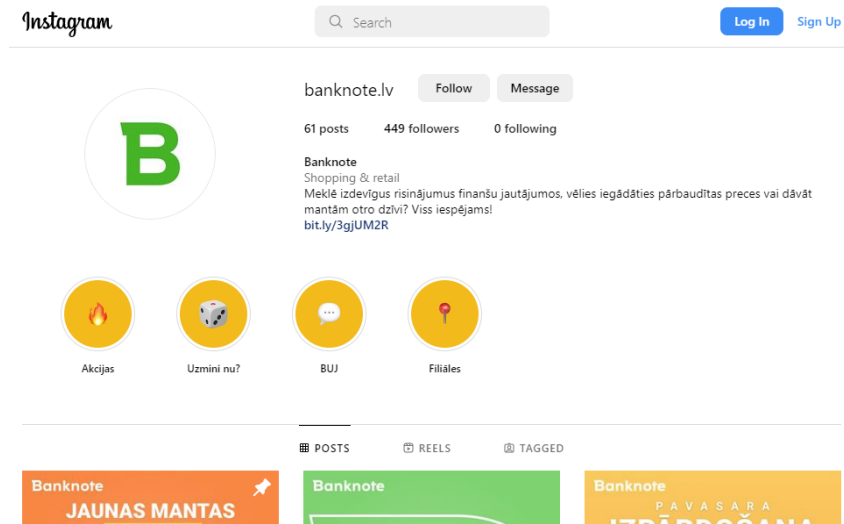 Instagram
Search
Log In
Sign Up
banknote.lv
Follow
Message
61 posts 449 followers 0 following
Banknote
Shopping & retail
Meklē izdevīgus risinājumus finanšu jautājumos, vēlies iegādāties pārbaudītas preces vai dāvāt
mantām otro dzīvi? Viss iespējams!
bit.ly/3gjUM2R
B
Akcijas
Uzmini nu?
BUJ
Filiāles
POSTS
REELS
TAGGED
Banknote
JAUNAS MANTAS
Banknote
Banknote
PAVASARA
IZPĀRDOŠANA